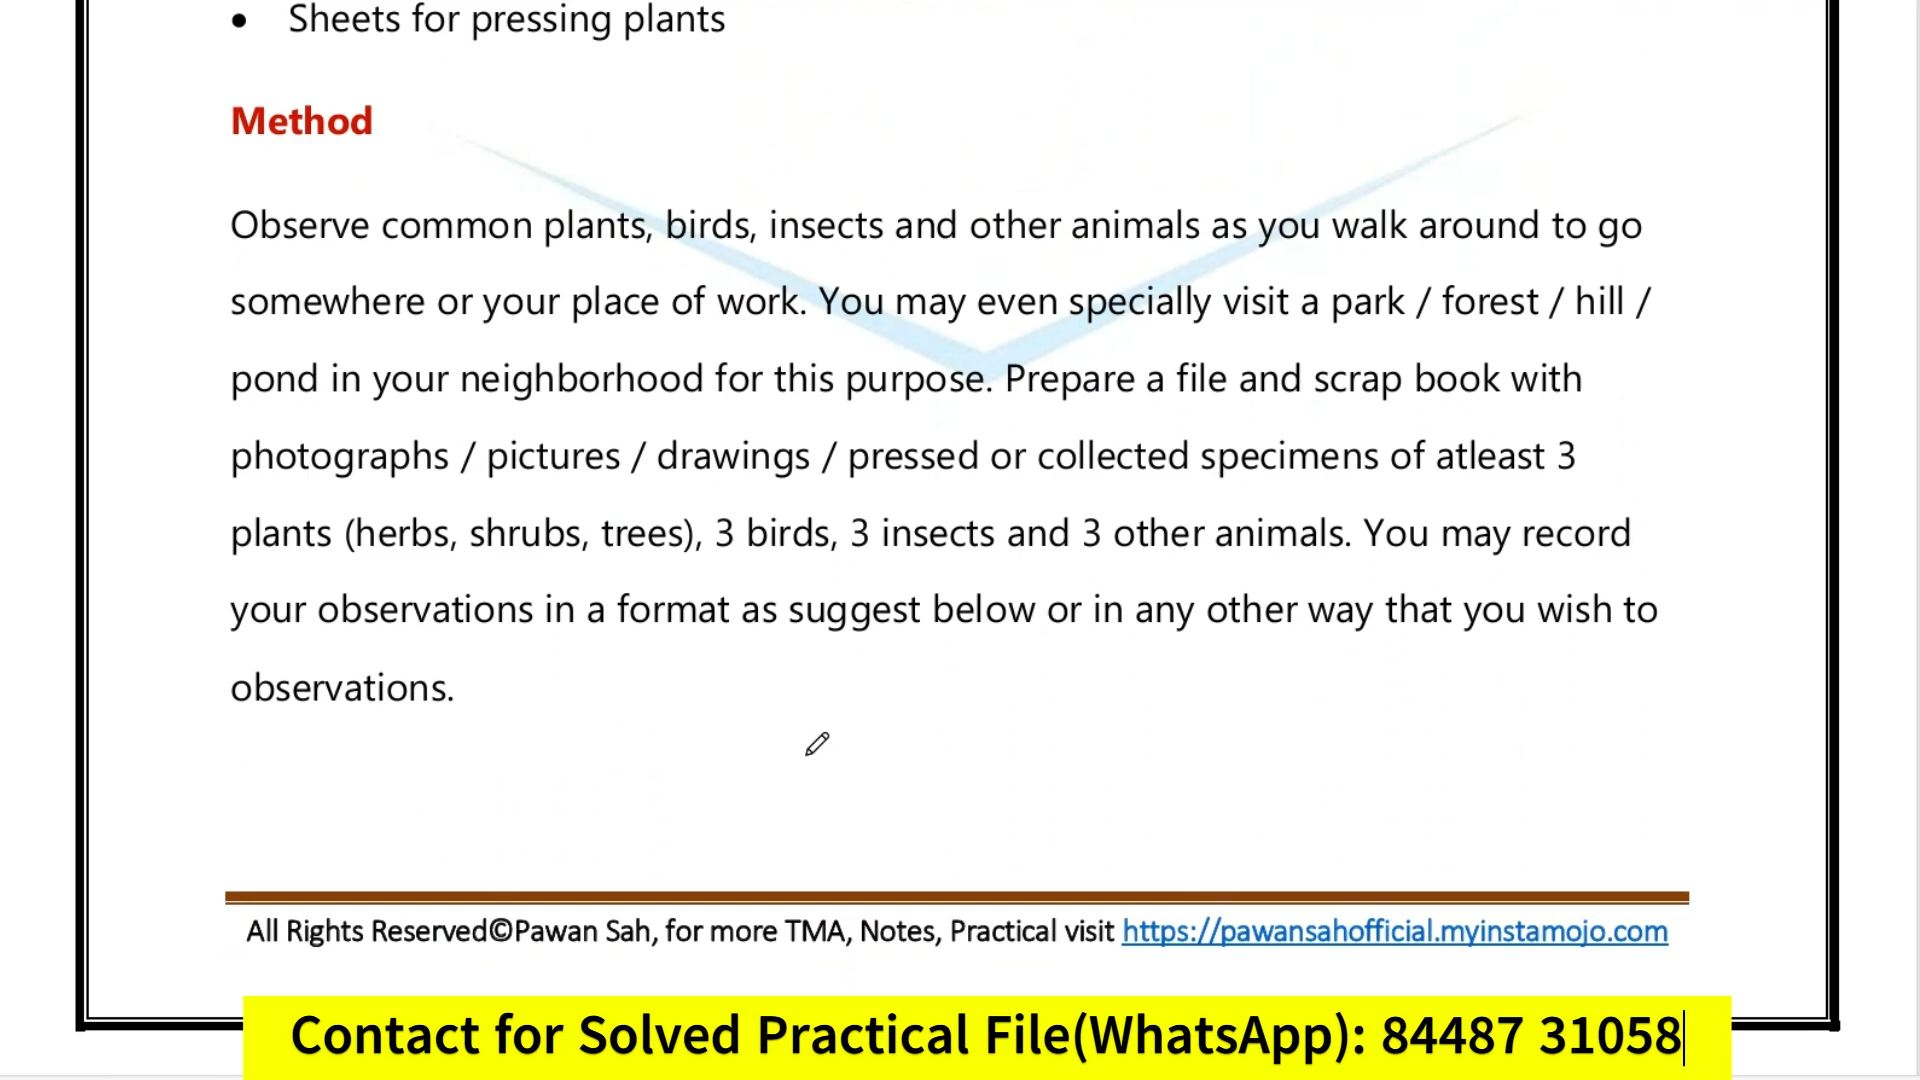 • Sheets for pressing plants
Method
Observe common plants, birds, insects and other animals as you walk around to go
somewhere or your place of work. You may even specially visit a park / forest / hill /
pond in your neighborhood for this purpose. Prepare a file and scrap book with
photographs / pictures / drawings / pressed or collected specimens of atleast 3
plants (herbs, shrubs, trees), 3 birds, 3 insects and 3 other animals. You may record
your observations in a format as suggest below or in any other way that you wish to
observations.
All Rights Reserved©Pawan Sah, for more TMA, Notes, Practical visit https://pawansahofficial.myinstamojo.com
Contact for Solved Practical File(WhatsApp): 84487 31058